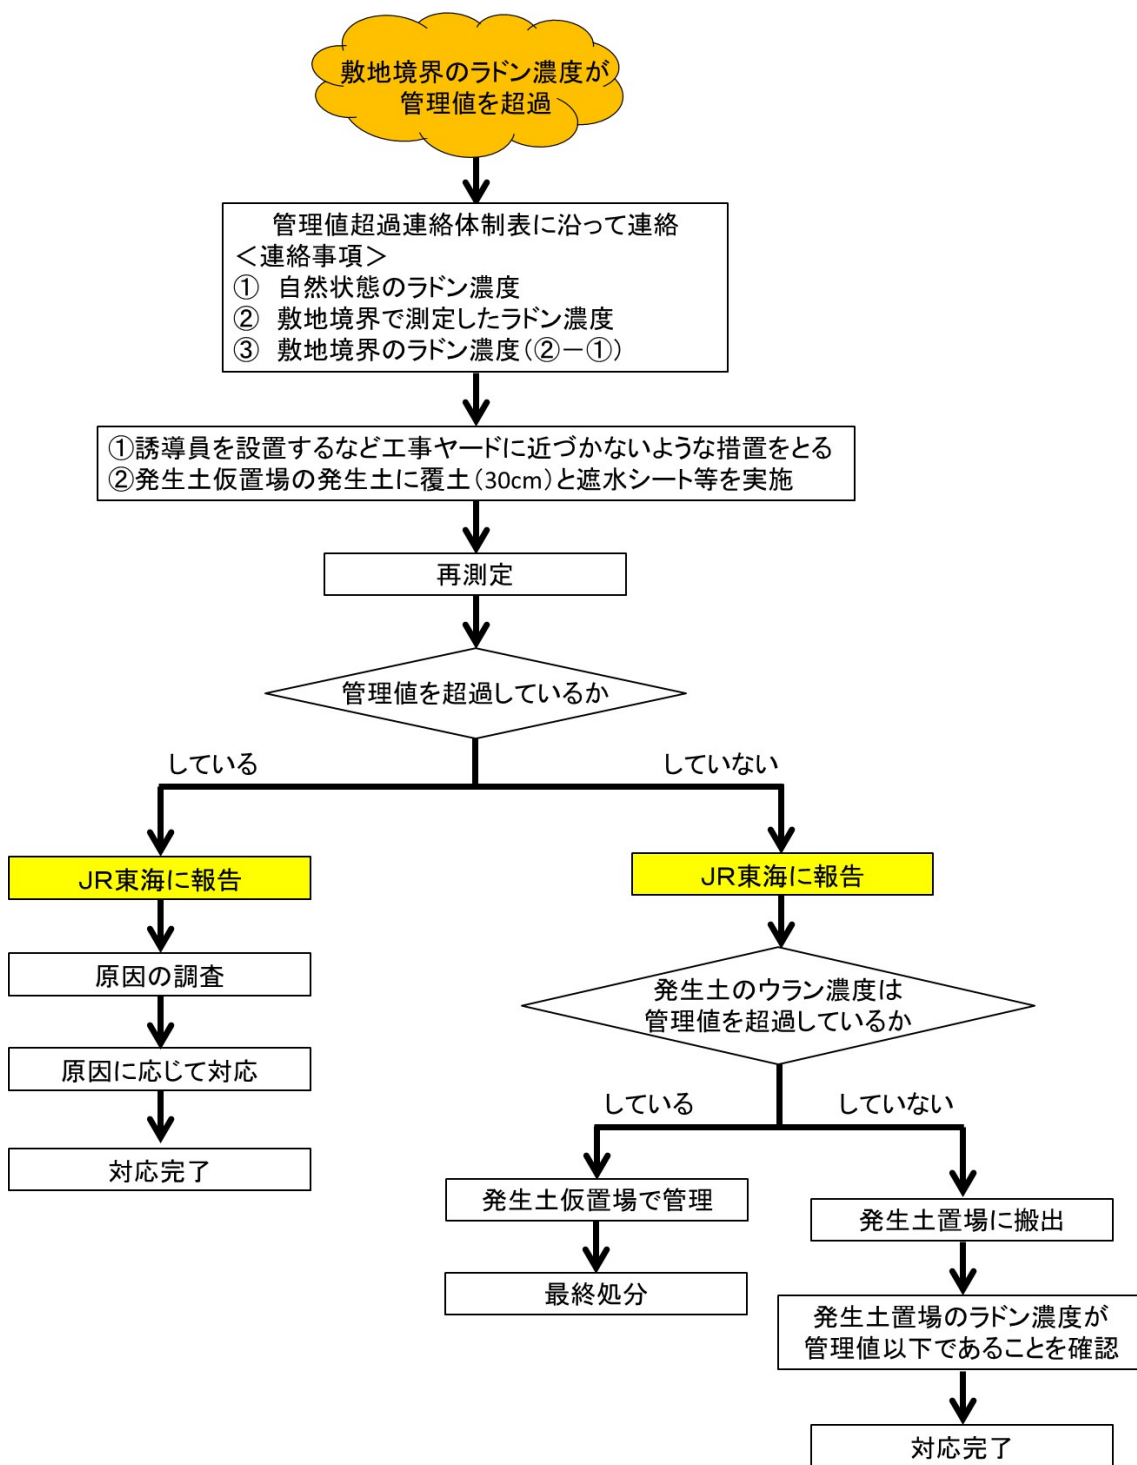 敷地境界のラドン濃度が
管理値を超過
管理値超過連絡体制表に沿って連絡
＜連絡事項＞
① 自然状態のラドン濃度
② 敷地境界で測定したラドン濃度
③ 敷地境界のラドン濃度（②－①）
①誘導員を設置するなど工事ヤードに近づかないような措置をとる
②発生土仮置場の発生土に覆土（30cm）と遮水シート等を実施
再測定
管理値を超過しているか
している
していない
ＪＲ東海に報告
原因の調査
原因に応じて対応
対応完了
ＪＲ東海に報告
発生土のウラン濃度は
管理値を超過しているか
している
していない
発生土仮置場で管理
最終処分
発生土置場に搬出
発生土置場のラドン濃度が
管理値以下であることを確認
対応完了